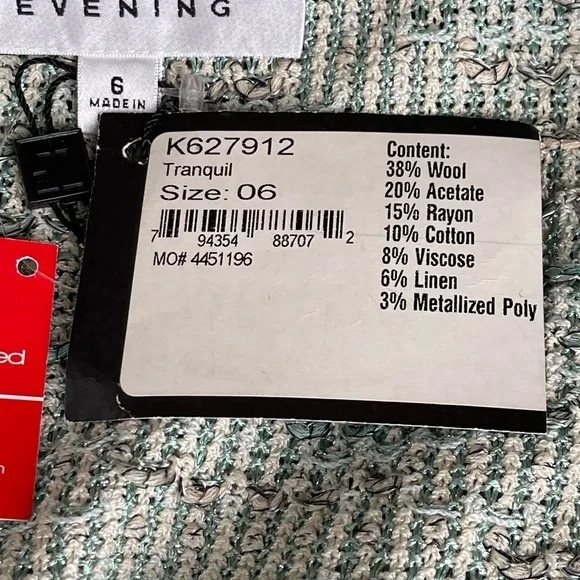 EVENING
6
MADE IN
K627912
Tranquil
Size: 06
7 94354 88707 2
MO# 4451196
Content:
38% Wool
20% Acetate
15% Rayon
10% Cotton
8% Viscose
6% Linen
3% Metallized Poly